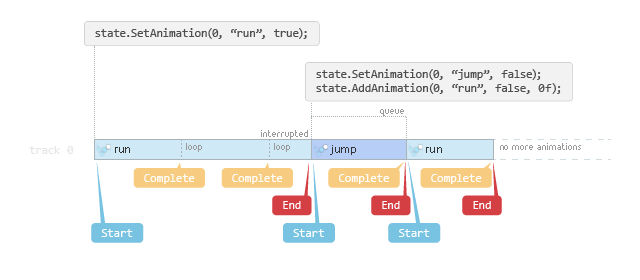 state.SetAnimation(0, “run”, true);
state.SetAnimation(0, “jump”, false);
state.AddAnimation(0, “run”, false, 0f);
queue
interrupted
track 0
run
loop
loop
jump
run
no more animations
Complete
Complete
Complete
Complete
End
End
End
Start
Start
Start